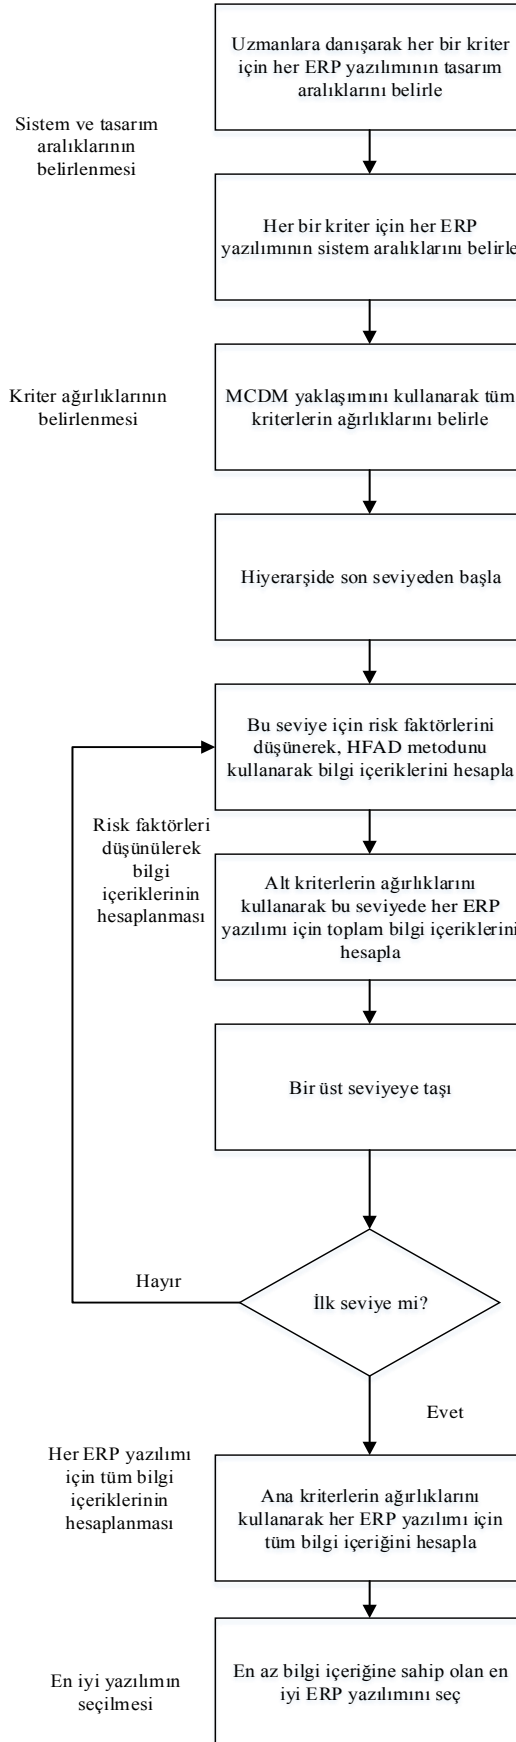 Uzmanlara danışarak her bir kriter
için her ERP yazılımının tasarım
aralıklarını belirle
Sistem ve tasarım
aralıklarının
belirlenmesi
Her bir kriter için her ERP
yazılımının sistem aralıklarını belirle
Kriter ağırlıklarının
belirlenmesi
MCDM yaklaşımını kullanarak tüm
kriterlerin ağırlıklarını belirle
Hiyerarşide son seviyeden başla
Bu seviye için risk faktörlerini
düşünerek, HFAD metodunu
kullanarak bilgi içeriklerini hesapla
Risk faktörleri
düşünülerek
bilgi
içeriklerinin
hesaplanması
Alt kriterlerin ağırlıklarını
kullanarak bu seviyede her ERP
yazılımı için toplam bilgi içeriklerini
hesapla
Bir üst seviyeye taşı
Hayır
İlk seviye mi?
Evet
Her ERP yazılımı
için tüm bilgi
içeriklerinin
hesaplanması
Ana kriterlerin ağırlıklarını
kullanarak her ERP yazılımı için
tüm bilgi içeriğini hesapla
En iyi yazılımın
seçilmesi
En az bilgi içeriğine sahip olan en
iyi ERP yazılımını seç